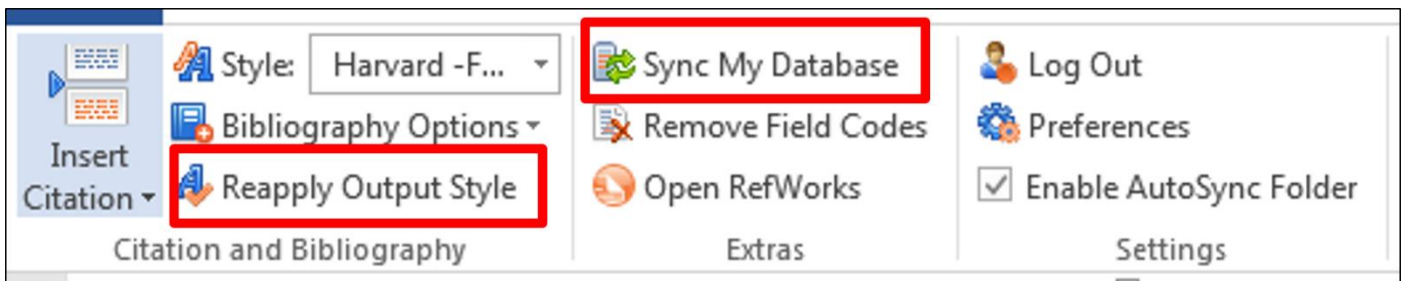 Insert
Citation
Style:
Harvard -F...
Bibliography Options
Reapply Output Style
Citation and Bibliography
Sync My Database
Remove Field Codes
Open RefWorks
Extras
Log Out
Preferences
Enable AutoSync Folder
Settings